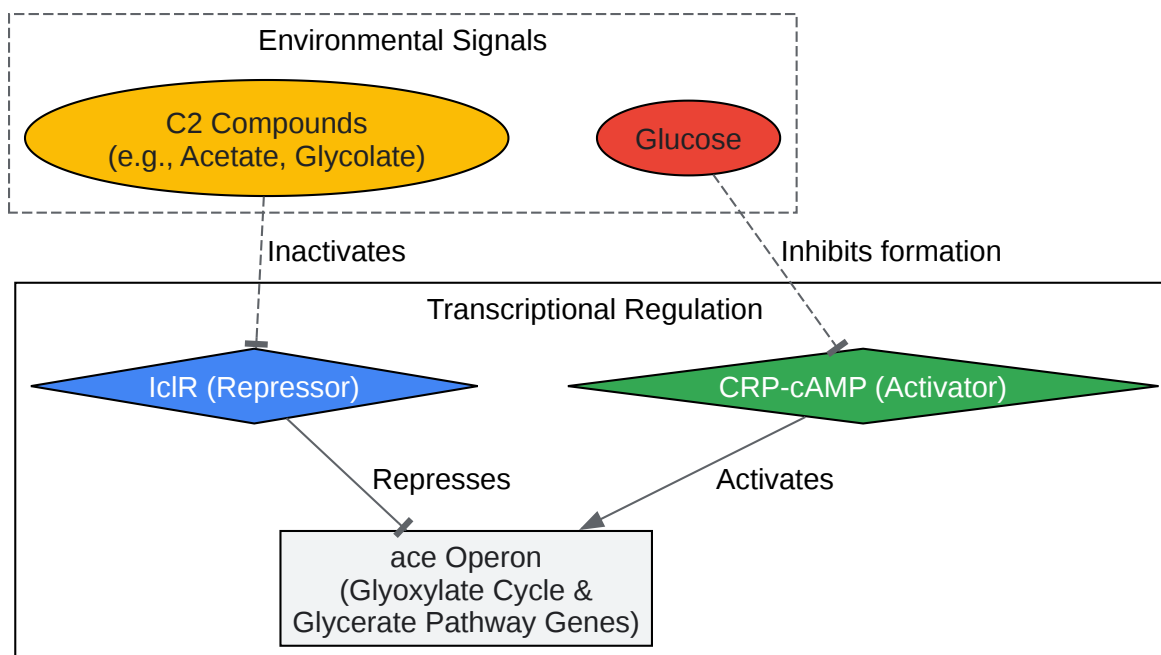 Environmental Signals
C2 Compounds
(e.g., Acetate, Glycolate)
Glucose
Inactivates
Inhibits formation
Transcriptional Regulation
IclR (Repressor)
CRP-cAMP (Activator)
Represses
Activates
ace Operon
(Glyoxylate Cycle &
Glycerate Pathway Genes)